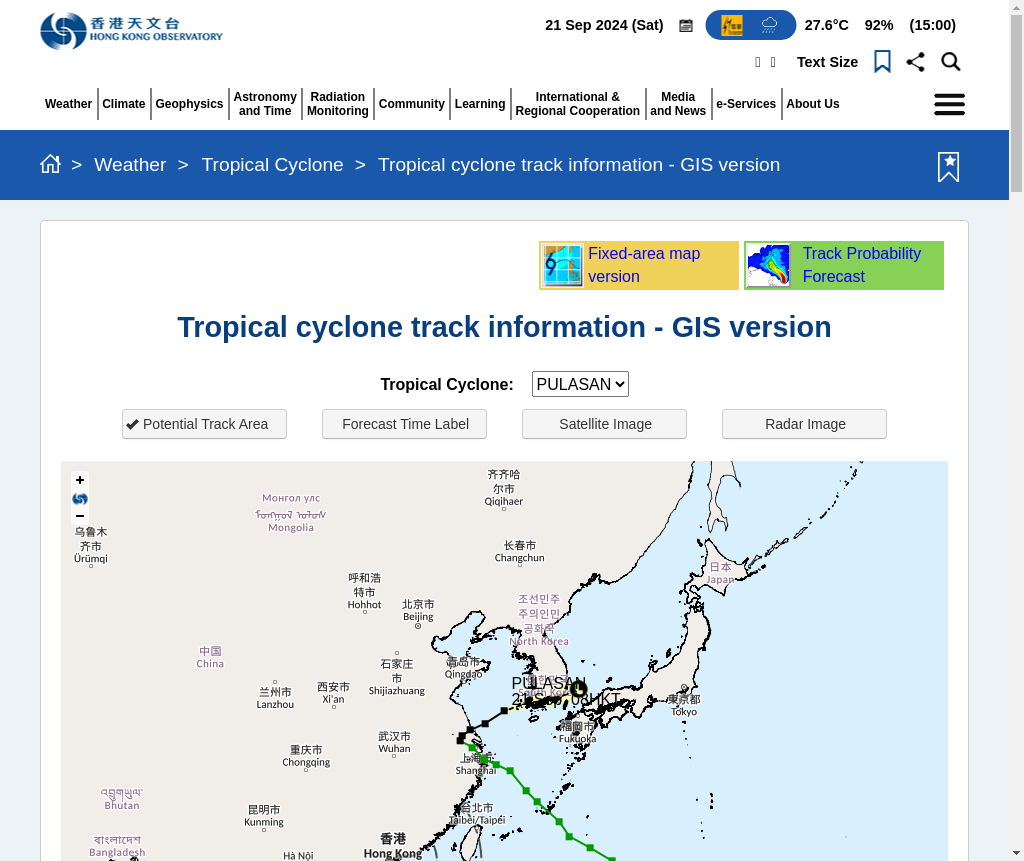 香港天文台
HONG KONG OBSERVATORY
21 Sep 2024 (Sat)
27.6°C 92% (15:00)
Text Size
Weather
Climate
Geophysics
Astronomy
and Time
Radiation
Monitoring
Community
Learning
International &
Regional Cooperation
Media
and News
e-Services
About Us
> Weather > Tropical Cyclone > Tropical cyclone track information - GIS version
Fixed-area map
version
Track Probability
Forecast
Tropical cyclone track information - GIS version
Tropical Cyclone: PULASAN
Potential Track Area
Forecast Time Label
Satellite Image
Radar Image
+
−
齐齐哈
尔市
Qiqihaer
Монгол улс
Mongolia
乌鲁木
齐市
Ürümqi
长春市
Changchun
日本
Japan
呼和浩
特市
Hohhot
北京市
Beijing
조선민주
주의인민
공화국
North Korea
中国
China
石家庄
市
Shijiazhuang
青岛市
Qingdao
PULASAN
兰州市
Lanzhou
西安市
Xi'an
東京都
Tokyo
福岡市
Fukuoka
武汉市
Wuhan
重庆市
Chongqing
上海市
Shanghai
Bhutan
昆明市
Kunming
台北市
Taibei/Taipei
বাংলাদেশ
Bangladesh
香港
Hong Kong
Hà Nội